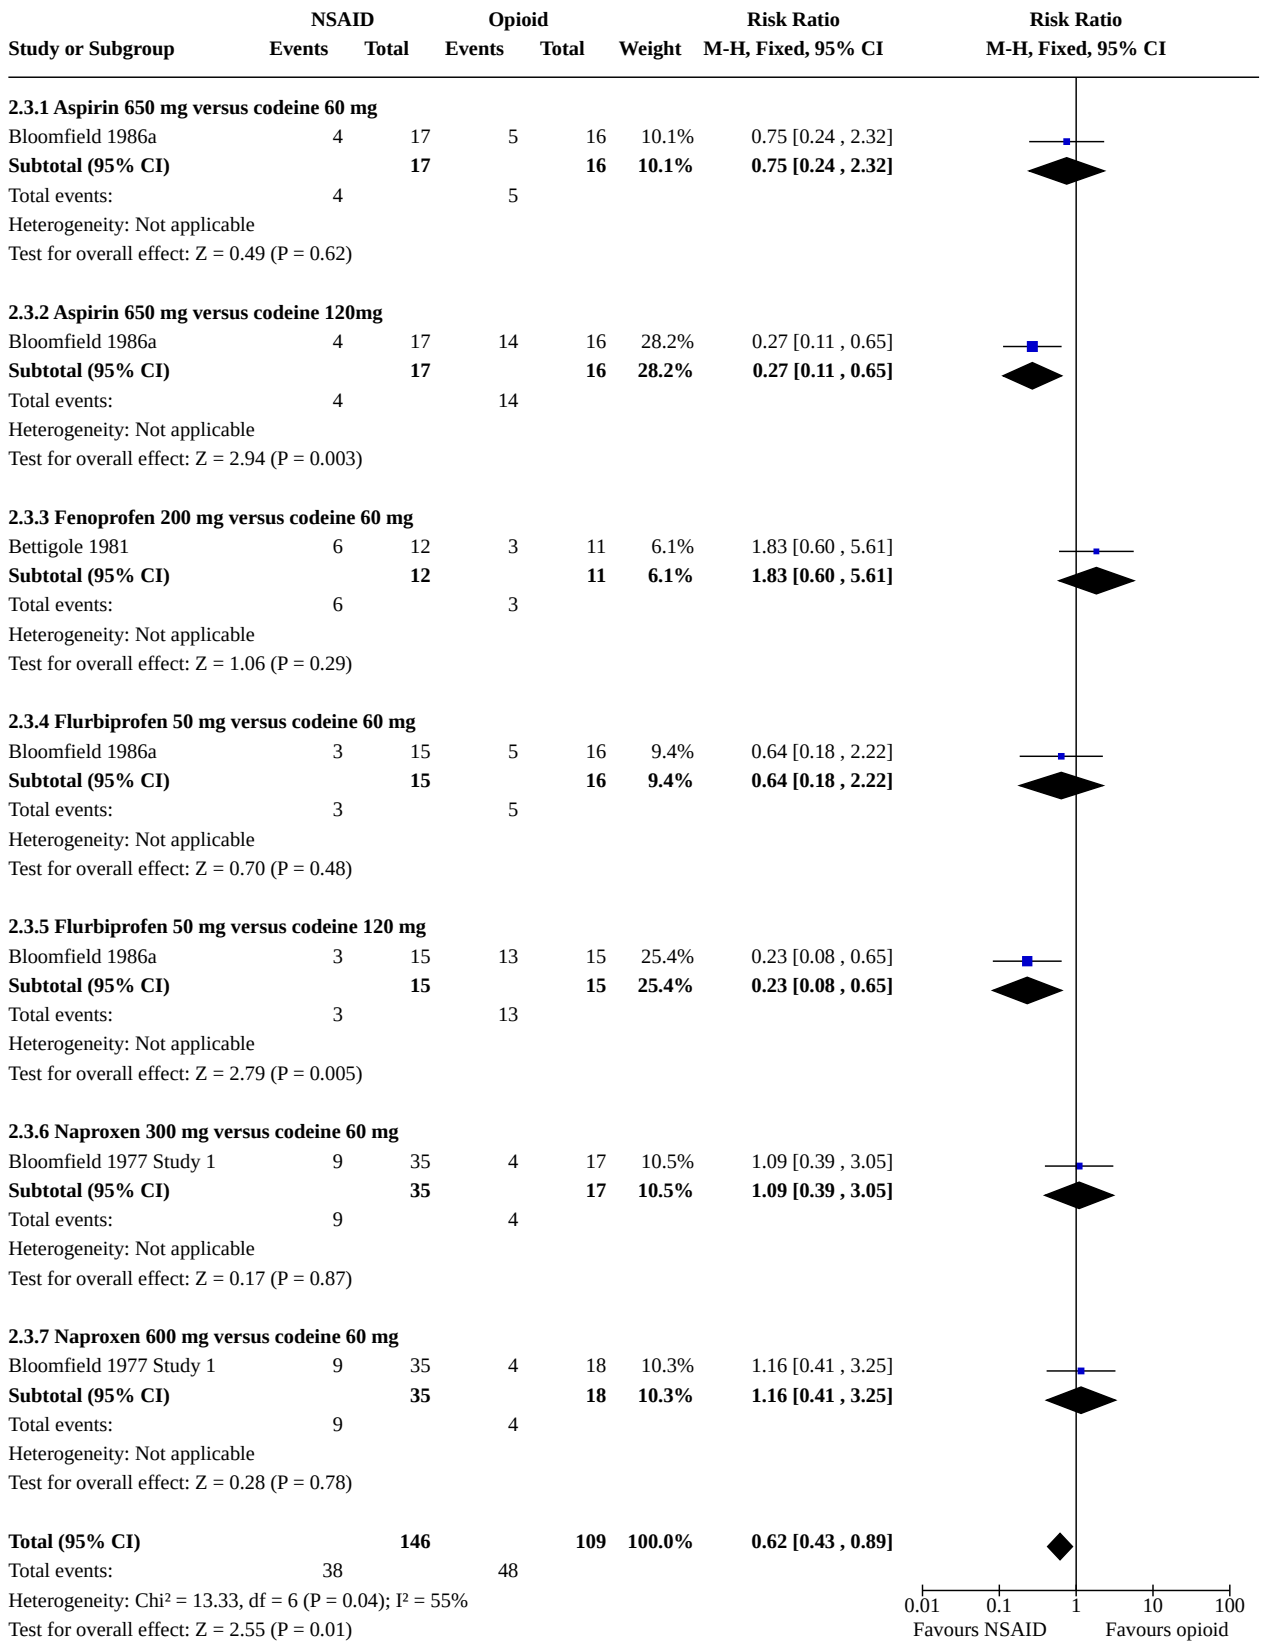 NSAID Opioid Risk Ratio Risk Ratio
Study or Subgroup Events Total Events Total Weight M-H, Fixed, 95% CI M-H, Fixed, 95% CI
2.3.1 Aspirin 650 mg versus codeine 60 mg
Bloomfield 1986a 4 17 5 16 10.1% 0.75 [0.24 , 2.32]
Subtotal (95% CI) 17 16 10.1% 0.75 [0.24 , 2.32]
Total events: 4 5
Heterogeneity: Not applicable
Test for overall effect: Z = 0.49 (P = 0.62)
2.3.2 Aspirin 650 mg versus codeine 120mg
Bloomfield 1986a 4 17 14 16 28.2% 0.27 [0.11 , 0.65]
Subtotal (95% CI) 17 16 28.2% 0.27 [0.11 , 0.65]
Total events: 4 14
Heterogeneity: Not applicable
Test for overall effect: Z = 2.94 (P = 0.003)
2.3.3 Fenoprofen 200 mg versus codeine 60 mg
Bettigole 1981 6 12 3 11 6.1% 1.83 [0.60 , 5.61]
Subtotal (95% CI) 12 11 6.1% 1.83 [0.60 , 5.61]
Total events: 6 3
Heterogeneity: Not applicable
Test for overall effect: Z = 1.06 (P = 0.29)
2.3.4 Flurbiprofen 50 mg versus codeine 60 mg
Bloomfield 1986a 3 15 5 16 9.4% 0.64 [0.18 , 2.22]
Subtotal (95% CI) 15 16 9.4% 0.64 [0.18 , 2.22]
Total events: 3 5
Heterogeneity: Not applicable
Test for overall effect: Z = 0.70 (P = 0.48)
2.3.5 Flurbiprofen 50 mg versus codeine 120 mg
Bloomfield 1986a 3 15 13 15 25.4% 0.23 [0.08 , 0.65]
Subtotal (95% CI) 15 15 25.4% 0.23 [0.08 , 0.65]
Total events: 3 13
Heterogeneity: Not applicable
Test for overall effect: Z = 2.79 (P = 0.005)
2.3.6 Naproxen 300 mg versus codeine 60 mg
Bloomfield 1977 Study 1 9 35 4 17 10.5% 1.09 [0.39 , 3.05]
Subtotal (95% CI) 35 17 10.5% 1.09 [0.39 , 3.05]
Total events: 9 4
Heterogeneity: Not applicable
Test for overall effect: Z = 0.17 (P = 0.87)
2.3.7 Naproxen 600 mg versus codeine 60 mg
Bloomfield 1977 Study 1 9 35 4 18 10.3% 1.16 [0.41 , 3.25]
Subtotal (95% CI) 35 18 10.3% 1.16 [0.41 , 3.25]
Total events: 9 4
Heterogeneity: Not applicable
Test for overall effect: Z = 0.28 (P = 0.78)
Total (95% CI) 146 109 100.0% 0.62 [0.43 , 0.89]
Total events: 38 48
Heterogeneity: Chi² = 13.33, df = 6 (P = 0.04); I² = 55%
0.01 0.1 1 10 100
Test for overall effect: Z = 2.55 (P = 0.01) Favours NSAID Favours opioid